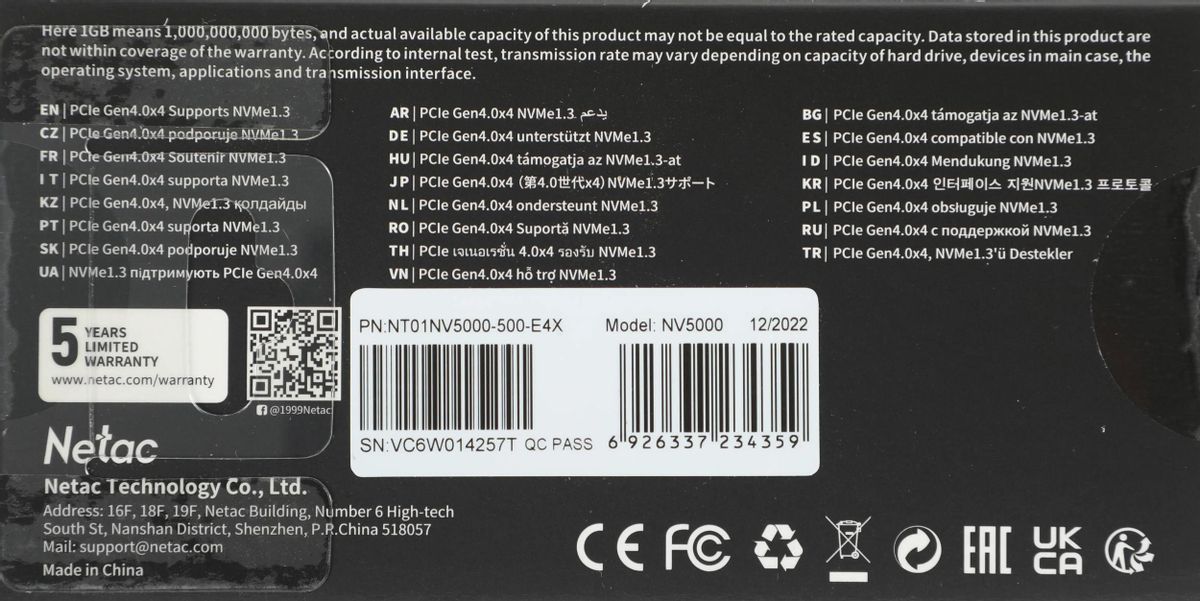 Here 1GB means 1,000,000,000 bytes, and actual available capacity of this product may not be equal to the rated capacity. Data stored in this product are
not within coverage of the warranty. According to internal test, transmission rate may vary depending on capacity of hard drive, devices in main case, the
operating system, applications and transmission interface.
EN | PCIe Gen4.0x4 Supports NVMe1.3
CZ | PCIe Gen4.0x4 podporuje NVMe1.3
FR | PCIe Gen4.0x4 Soutenir NVMe1.3
IT | PCIe Gen4.0x4 supporta NVMe1.3
KZ | PCIe Gen4.0x4, NVMe1.3 қолдайды
PT | PCIe Gen4.0x4 suporta NVMe1.3
SK | PCIe Gen4.0x4 podporuje NVMe1.3
UA | NVMe1.3 підтримують PCIe Gen4.0x4
AR | PCIe Gen4.0x4 NVMe1.3 يدعم
DE | PCIe Gen4.0x4 unterstützt NVMe1.3
HU | PCIe Gen4.0x4 támogatja az NVMe1.3-at
JP | PCIe Gen4.0x4 (第4.0世代x4) NVMe1.3サポート
NL | PCIe Gen4.0x4 ondersteunt NVMe1.3
RO | PCIe Gen4.0x4 Suportă NVMe1.3
TH | PCIe เจเนอเรชั่น 4.0x4 รองรับ NVMe1.3
VN | PCIe Gen4.0x4 hỗ trợ NVMe1.3
BG | PCIe Gen4.0x4 támogatja az NVMe1.3-at
ES | PCIe Gen4.0x4 compatible con NVMe1.3
ID | PCIe Gen4.0x4 Mendukung NVMe1.3
KR | PCIe Gen4.0x4 인터페이스 지원NVMe1.3 프로토콜
PL | PCIe Gen4.0x4 obsługuje NVMe1.3
RU | PCIe Gen4.0x4 с поддержкой NVMe1.3
TR | PCIe Gen4.0x4, NVMe1.3'ü Destekler
5 YEARS
LIMITED
WARRANTY
www.netac.com/warranty
@1999Netac
PN:NT01NV5000-500-E4X Model: NV5000 12/2022
SN:VC6W014257T QC PASS 6 926337 234359
Netac
Netac Technology Co., Ltd.
Address: 16F, 18F, 19F, Netac Building, Number 6 High-tech
South St, Nanshan District, Shenzhen, P.R.China 518057
Mail: support@netac.com
Made in China
CE FC EAC UK
CA